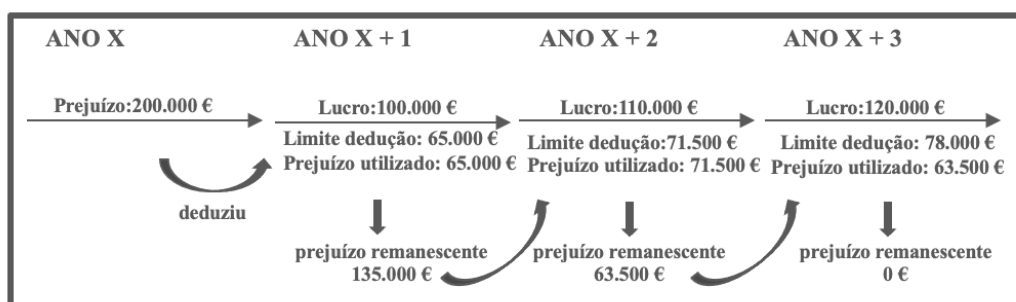 ANO X
ANO X + 1
ANO X + 2
ANO X + 3
Prejuízo:200.000 €
Lucro:100.000 €
Lucro:110.000 €
Lucro:120.000 €
Limite dedução: 65.000 €
Prejuízo utilizado: 65.000 €
Limite dedução:71.500 €
Prejuízo utilizado: 71.500 €
Limite dedução: 78.000 €
Prejuízo utilizado: 63.500 €
deduziu
prejuízo remanescente
135.000 €
prejuízo remanescente
63.500 €
prejuízo remanescente
0 €